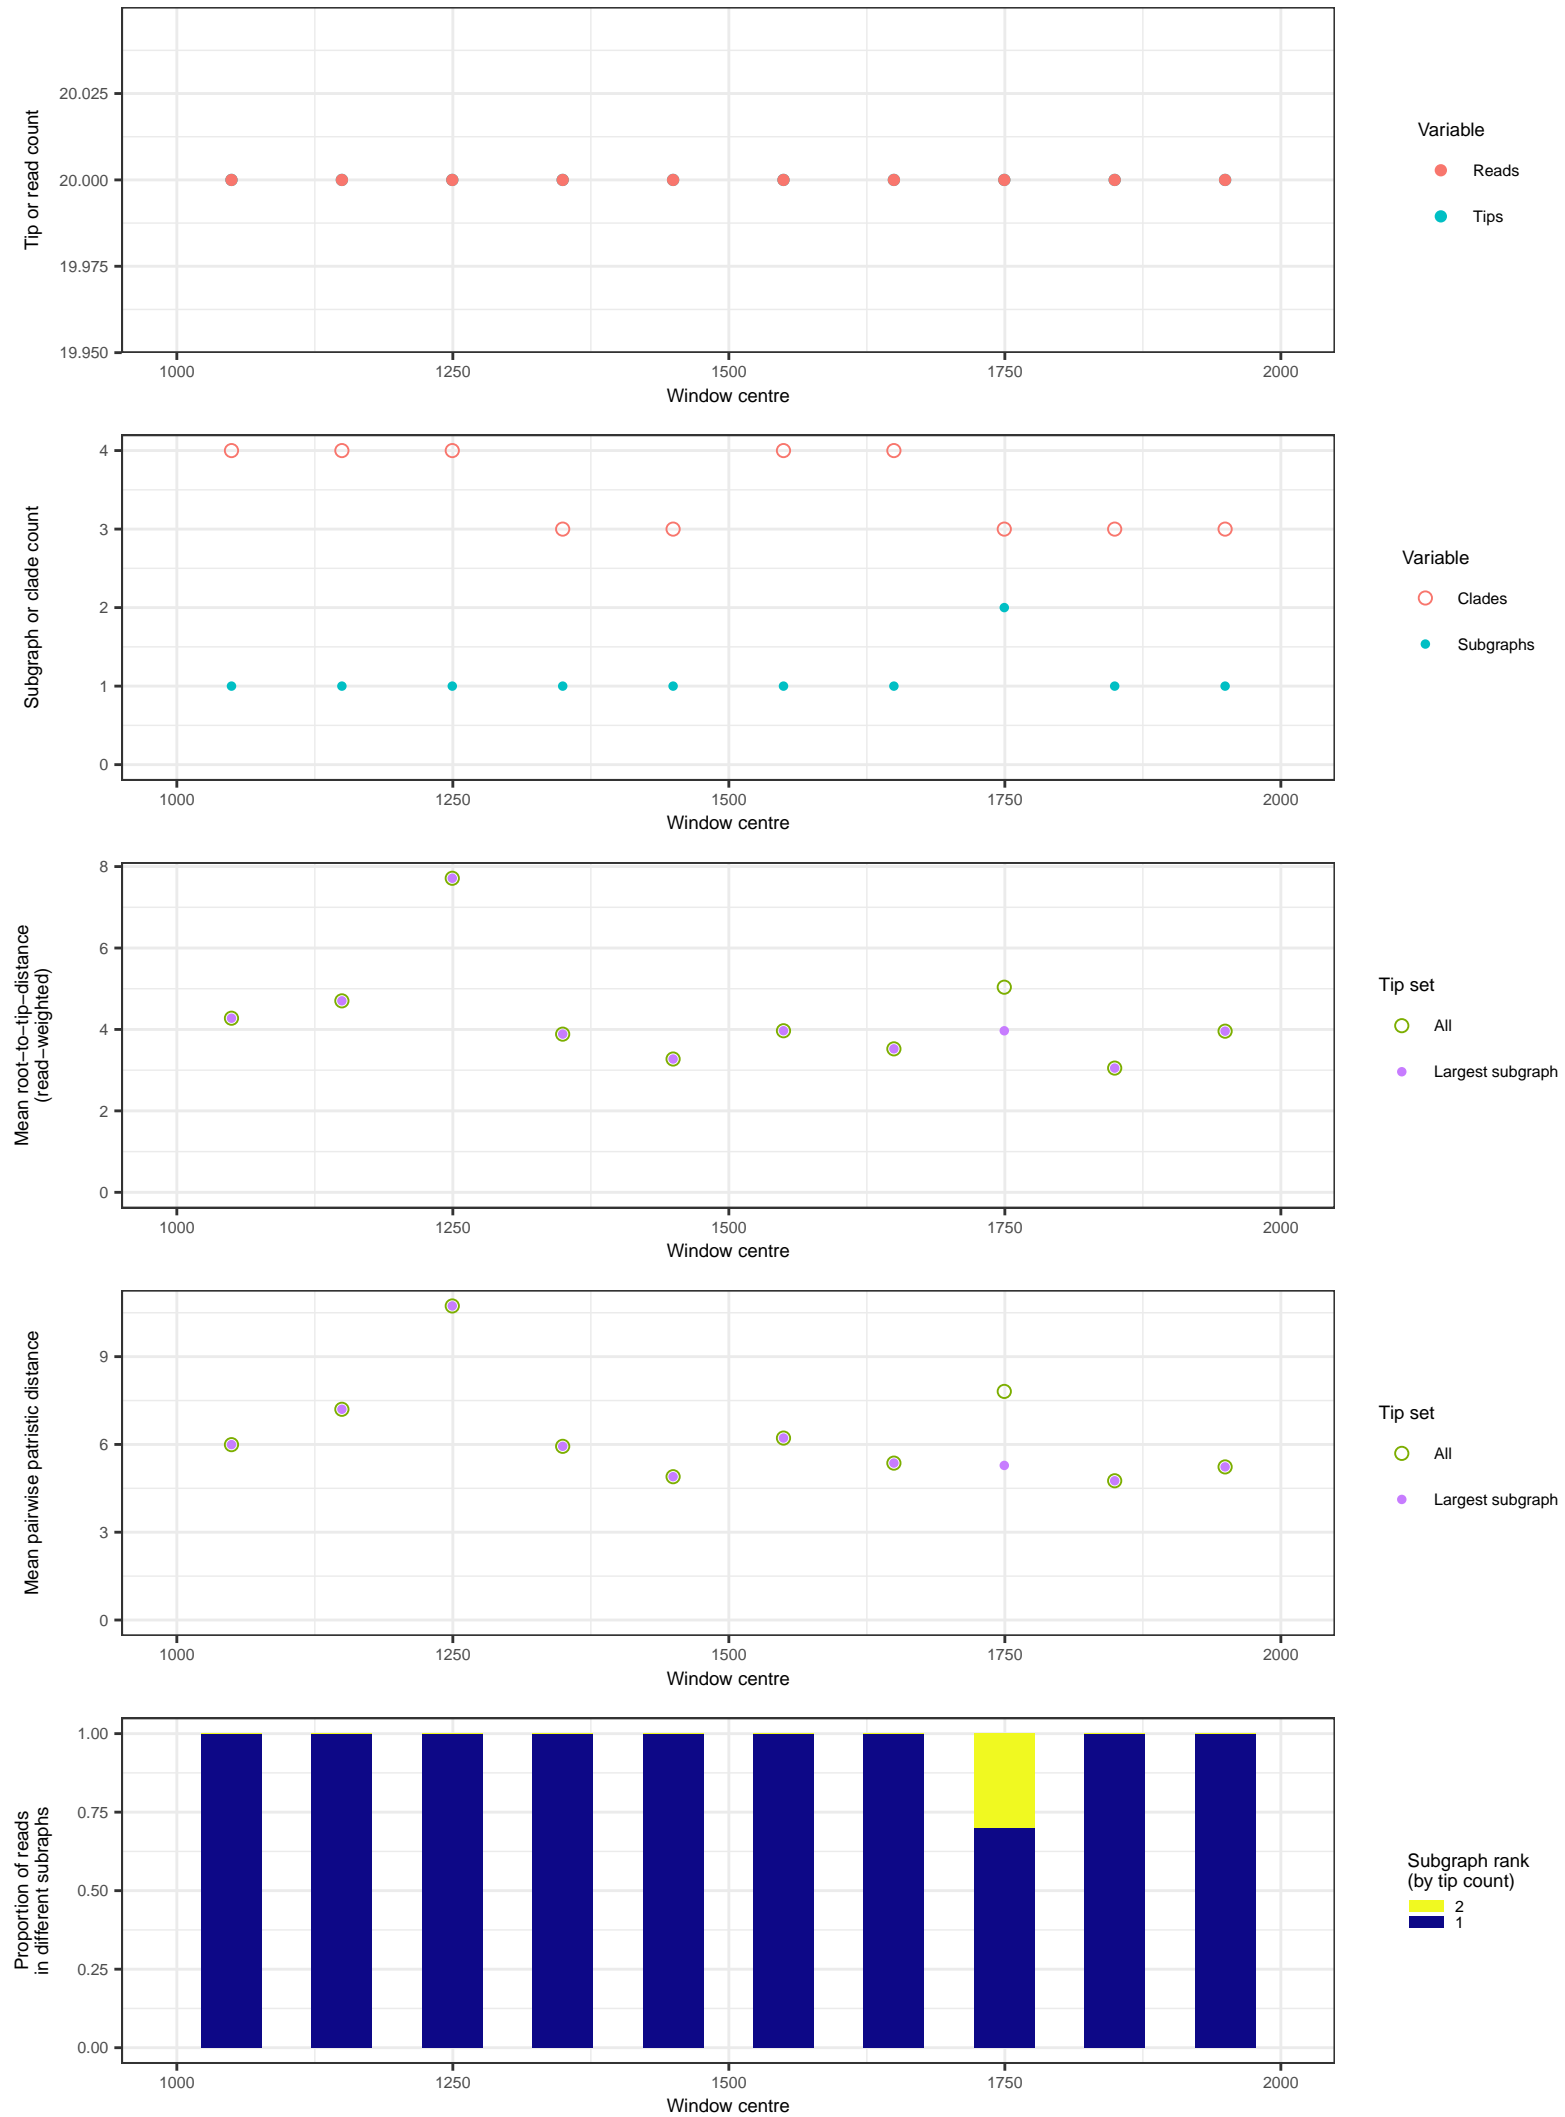 Tip or read count
20.025
20.000
19.975
19.950
1000 1250 1500 1750 2000
Window centre
Variable
Reads
Tips
Subgraph or clade count
4
3
2
1
0
1000 1250 1500 1750 2000
Window centre
Variable
Clades
Subgraphs
Mean root−to−tip−distance
(read−weighted)
8
6
4
2
0
1000 1250 1500 1750 2000
Window centre
Tip set
All
Largest subgraph
Mean pairwise patristic distance
9
6
3
0
1000 1250 1500 1750 2000
Window centre
Tip set
All
Largest subgraph
Proportion of reads
in different subraphs
1.00
0.75
0.50
0.25
0.00
1000 1250 1500 1750 2000
Window centre
Subgraph rank
(by tip count)
2
1